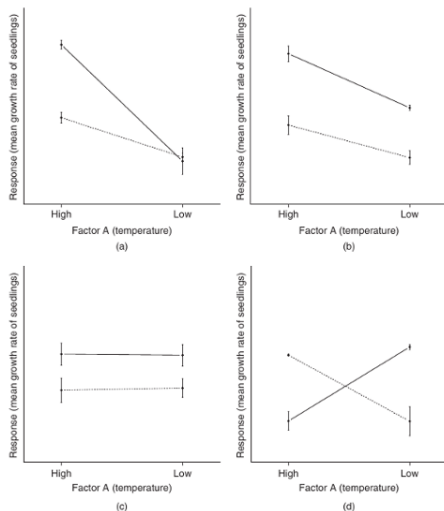 Response (mean growth rate of seedlings)
High
Low
Factor A (temperature)
(a)
Response (mean growth rate of seedlings)
High
Low
Factor A (temperature)
(b)
Response (mean growth rate of seedlings)
High
Low
Factor A (temperature)
(c)
Response (mean growth rate of seedlings)
High
Low
Factor A (temperature)
(d)